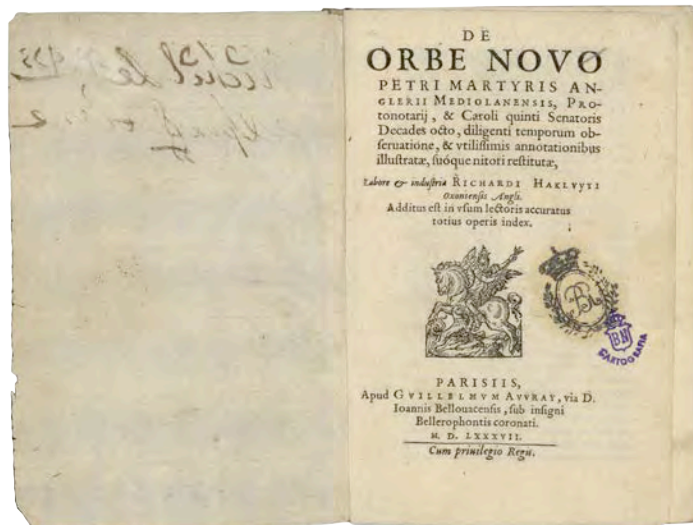 DE
ORBE NOVO
PETRI MARTYRIS AN-
GLERII MEDIOLANENSIS, PRO-
tonotarij, & Caroli quinti Senatoris
Decades octo, diligenti temporum ob-
seruatione, & vtilissimis annotationibus
illustratæ, suóque nitori restitutæ,
Labore & industria RICHARDI HAKLVYTI
Oxoniensis Angli.
Additus est in vsum lectoris accuratus
totius operis index.
BN
CARTOGRAFIA
PARISIIS,
Apud GVILLELMVM AVVRAY, via D.
Ioannis Bellouacensis, sub insigni
Bellerophontis coronati.
M. D. LXXXVII.
Cum priuilegio Regis.